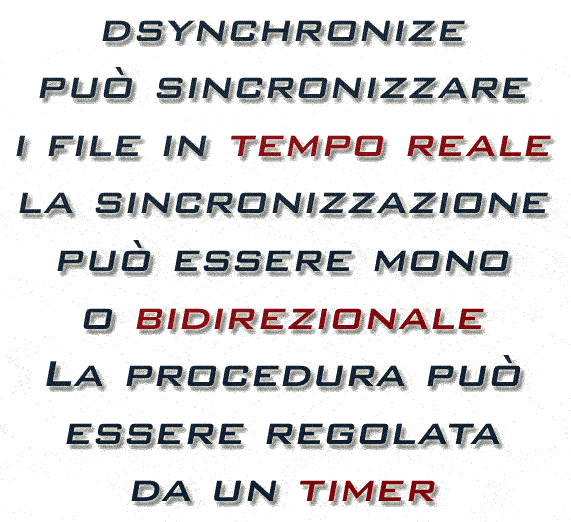 DSYNCHRONIZE
PUÒ SINCRONIZZARE
I FILE IN TEMPO REALE
LA SINCRONIZZAZIONE
PUÒ ESSERE MONO
O BIDIREZIONALE
LA PROCEDURA PUÒ
ESSERE REGOLATA
DA UN TIMER